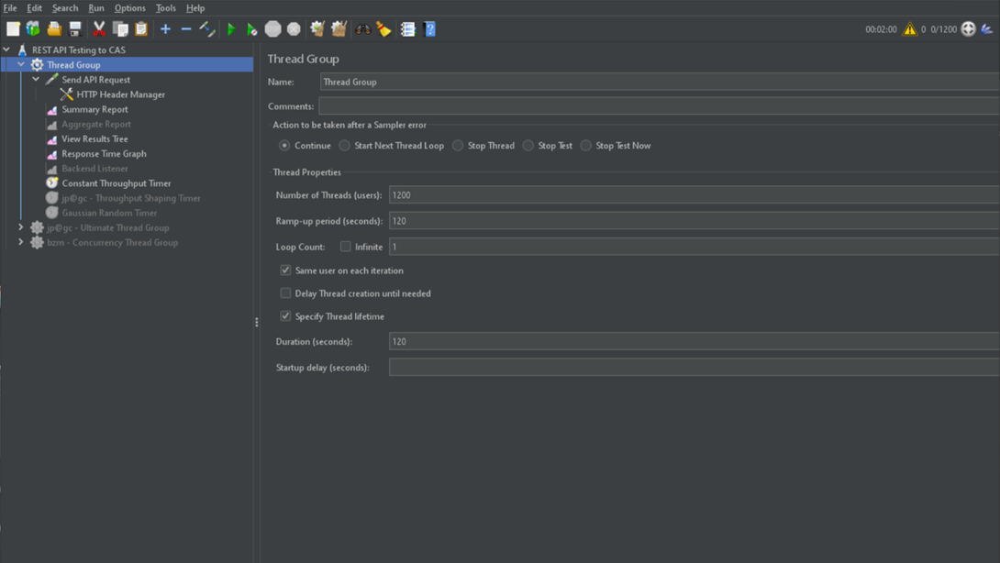 File Edit Search Run Options Tools Help
00:02:00 0 0/1200
REST API Testing to CAS
Thread Group
Send API Request
HTTP Header Manager
Summary Report
Aggregate Report
View Results Tree
Response Time Graph
Backend Listener
Constant Throughput Timer
jp@gc - Throughput Shaping Timer
Gaussian Random Timer
jp@gc - Ultimate Thread Group
bzm - Concurrency Thread Group
Thread Group
Name: Thread Group
Comments:
Action to be taken after a Sampler error
Continue Start Next Thread Loop Stop Thread Stop Test Stop Test Now
Thread Properties
Number of Threads (users): 1200
Ramp-up period (seconds): 120
Loop Count: Infinite 1
Same user on each iteration
Delay Thread creation until needed
Specify Thread lifetime
Duration (seconds): 120
Startup delay (seconds):